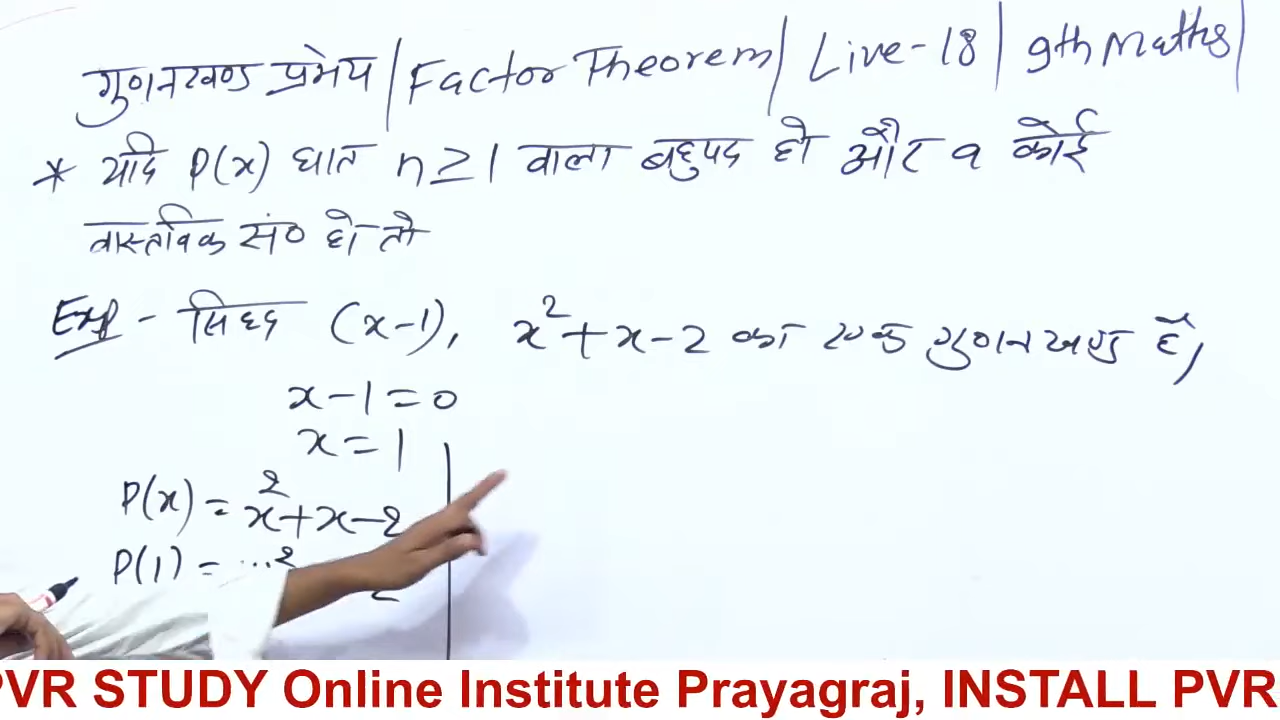 गुणनखण्ड प्रमेय | Factor Theorem | Live-18 | 9th Maths |
* यदि P(x) घात n ≥ 1 वाला बहुपद हो और a कोई
वास्तविक सं० हो तो
Exp - सिध्द (x-1), x²+x-2 का एक गुणनखण्ड है,
x-1=0
x=1
P(x) = x²+x-2
P(1) =
PVR STUDY Online Institute Prayagraj, INSTALL PVR